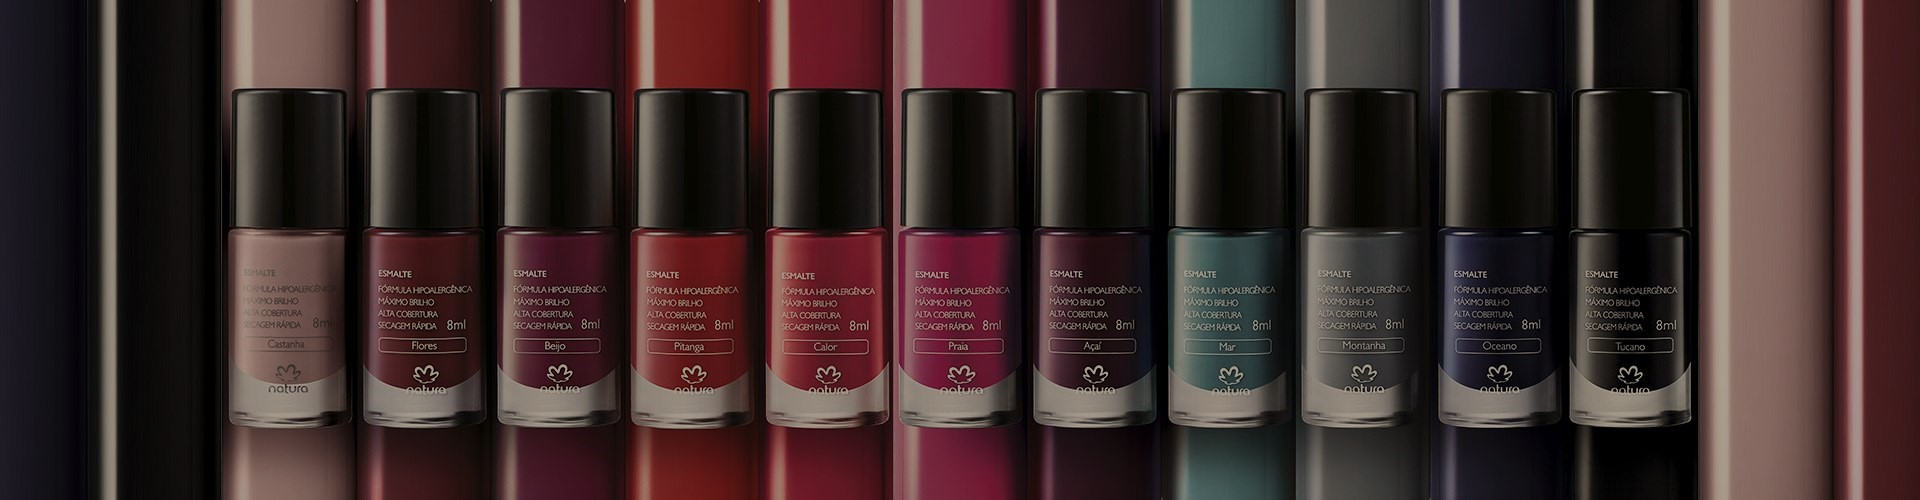 ESMALTE
FÓRMULA HIPOALERGÊNICA
MÁXIMO BRILHO
ALTA COBERTURA
SECAGEM RÁPIDA 8ml
Castanha
natura
ESMALTE
FÓRMULA HIPOALERGÊNICA
MÁXIMO BRILHO
ALTA COBERTURA
SECAGEM RÁPIDA 8ml
Flores
natura
ESMALTE
FÓRMULA HIPOALERGÊNICA
MÁXIMO BRILHO
ALTA COBERTURA
SECAGEM RÁPIDA 8ml
Beijo
natura
ESMALTE
FÓRMULA HIPOALERGÊNICA
MÁXIMO BRILHO
ALTA COBERTURA
SECAGEM RÁPIDA 8ml
Pitanga
natura
ESMALTE
FÓRMULA HIPOALERGÊNICA
MÁXIMO BRILHO
ALTA COBERTURA
SECAGEM RÁPIDA 8ml
Calor
natura
ESMALTE
FÓRMULA HIPOALERGÊNICA
MÁXIMO BRILHO
ALTA COBERTURA
SECAGEM RÁPIDA 8ml
Praia
natura
ESMALTE
FÓRMULA HIPOALERGÊNICA
MÁXIMO BRILHO
ALTA COBERTURA
SECAGEM RÁPIDA 8ml
Açaí
natura
ESMALTE
FÓRMULA HIPOALERGÊNICA
MÁXIMO BRILHO
ALTA COBERTURA
SECAGEM RÁPIDA 8ml
Mar
natura
ESMALTE
FÓRMULA HIPOALERGÊNICA
MÁXIMO BRILHO
ALTA COBERTURA
SECAGEM RÁPIDA 8ml
Montanha
natura
ESMALTE
FÓRMULA HIPOALERGÊNICA
MÁXIMO BRILHO
ALTA COBERTURA
SECAGEM RÁPIDA 8ml
Oceano
natura
ESMALTE
FÓRMULA HIPOALERGÊNICA
MÁXIMO BRILHO
ALTA COBERTURA
SECAGEM RÁPIDA 8ml
Tucano
natura